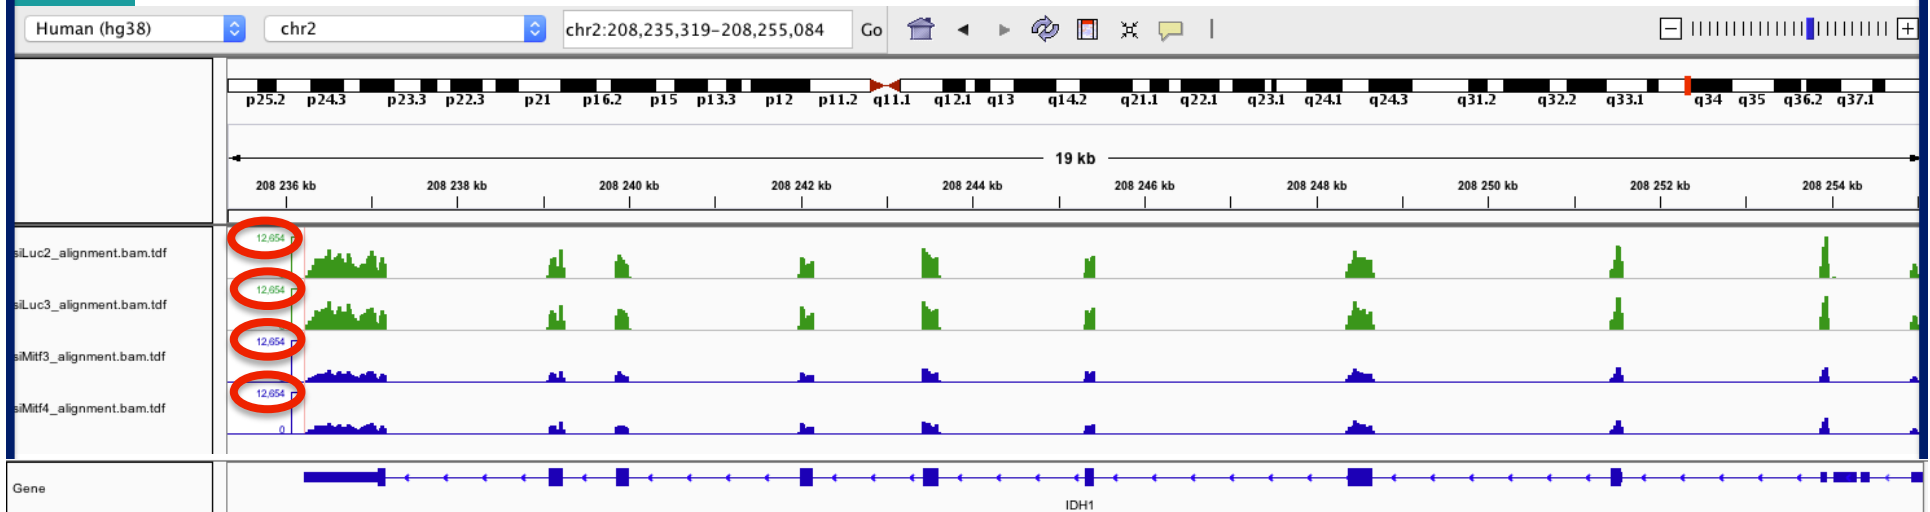 Human (hg38) chr2 chr2:208,235,319-208,255,084 Go
p25.2 p24.3 p23.3 p22.3 p21 p16.2 p15 p13.3 p12 p11.2 q11.1 q12.1 q13 q14.2 q21.1 q22.1 q23.1 q24.1 q24.3 q31.2 q32.2 q33.1 q34 q35 q36.2 q37.1
19 kb
208 236 kb 208 238 kb 208 240 kb 208 242 kb 208 244 kb 208 246 kb 208 248 kb 208 250 kb 208 252 kb 208 254 kb
12,654
siLuc2_alignment.bam.tdf
12,654
siLuc3_alignment.bam.tdf
12,654
siMitf3_alignment.bam.tdf
12,654
siMitf4_alignment.bam.tdf
0
Gene
IDH1